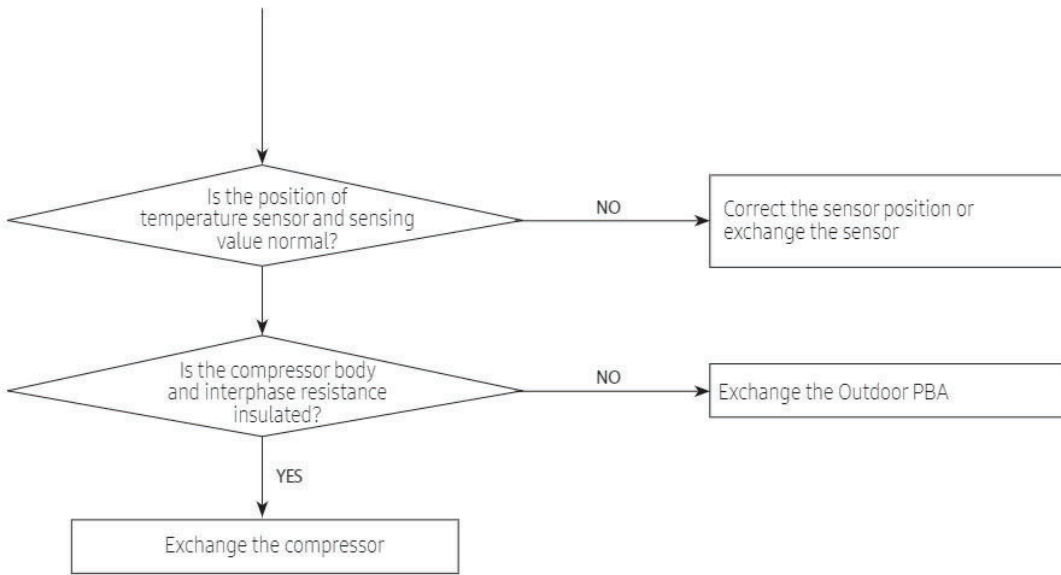 Is the position of
temperature sensor and sensing
value normal?
NO
Correct the sensor position or
exchange the sensor
Is the compressor body
and interphase resistance
insulated?
NO
Exchange the Outdoor PBA
YES
Exchange the compressor